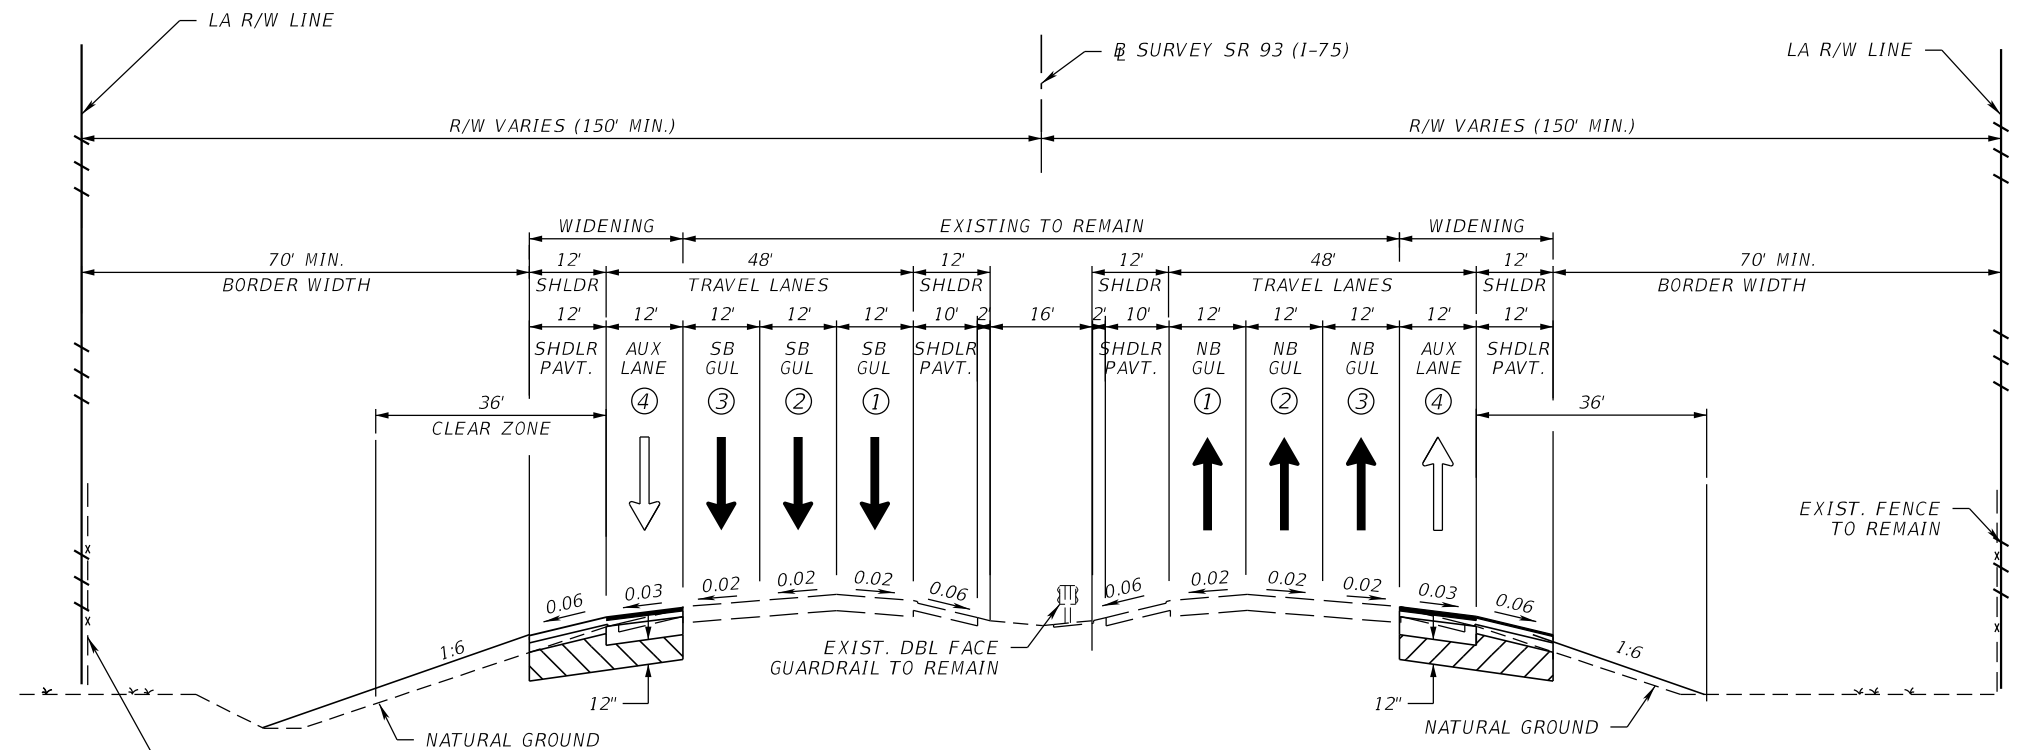 LA R/W LINE
BL SURVEY SR 93 (I-75)
LA R/W LINE
R/W VARIES (150' MIN.)
R/W VARIES (150' MIN.)
WIDENING
EXISTING TO REMAIN
WIDENING
70' MIN.
12'
48'
12'
12'
48'
12'
70' MIN.
BORDER WIDTH
SHLDR
TRAVEL LANES
SHLDR
SHLDR
TRAVEL LANES
SHLDR
BORDER WIDTH
12'
12'
12'
12'
12'
10'
2'
16'
2'
10'
12'
12'
12'
12'
12'
SHDLR
PAVT.
AUX
LANE
SB
GUL
SB
GUL
SB
GUL
SHDLR
PAVT.
SHDLR
PAVT.
NB
GUL
NB
GUL
NB
GUL
AUX
LANE
SHDLR
PAVT.
4
3
2
1
1
2
3
4
36'
CLEAR ZONE
36'
EXIST. FENCE
TO REMAIN
0.06
0.03
0.02
0.02
0.02
0.06
0.06
0.02
0.02
0.02
0.03
0.06
1:6
1:6
EXIST. DBL FACE
GUARDRAIL TO REMAIN
12"
12"
NATURAL GROUND
NATURAL GROUND